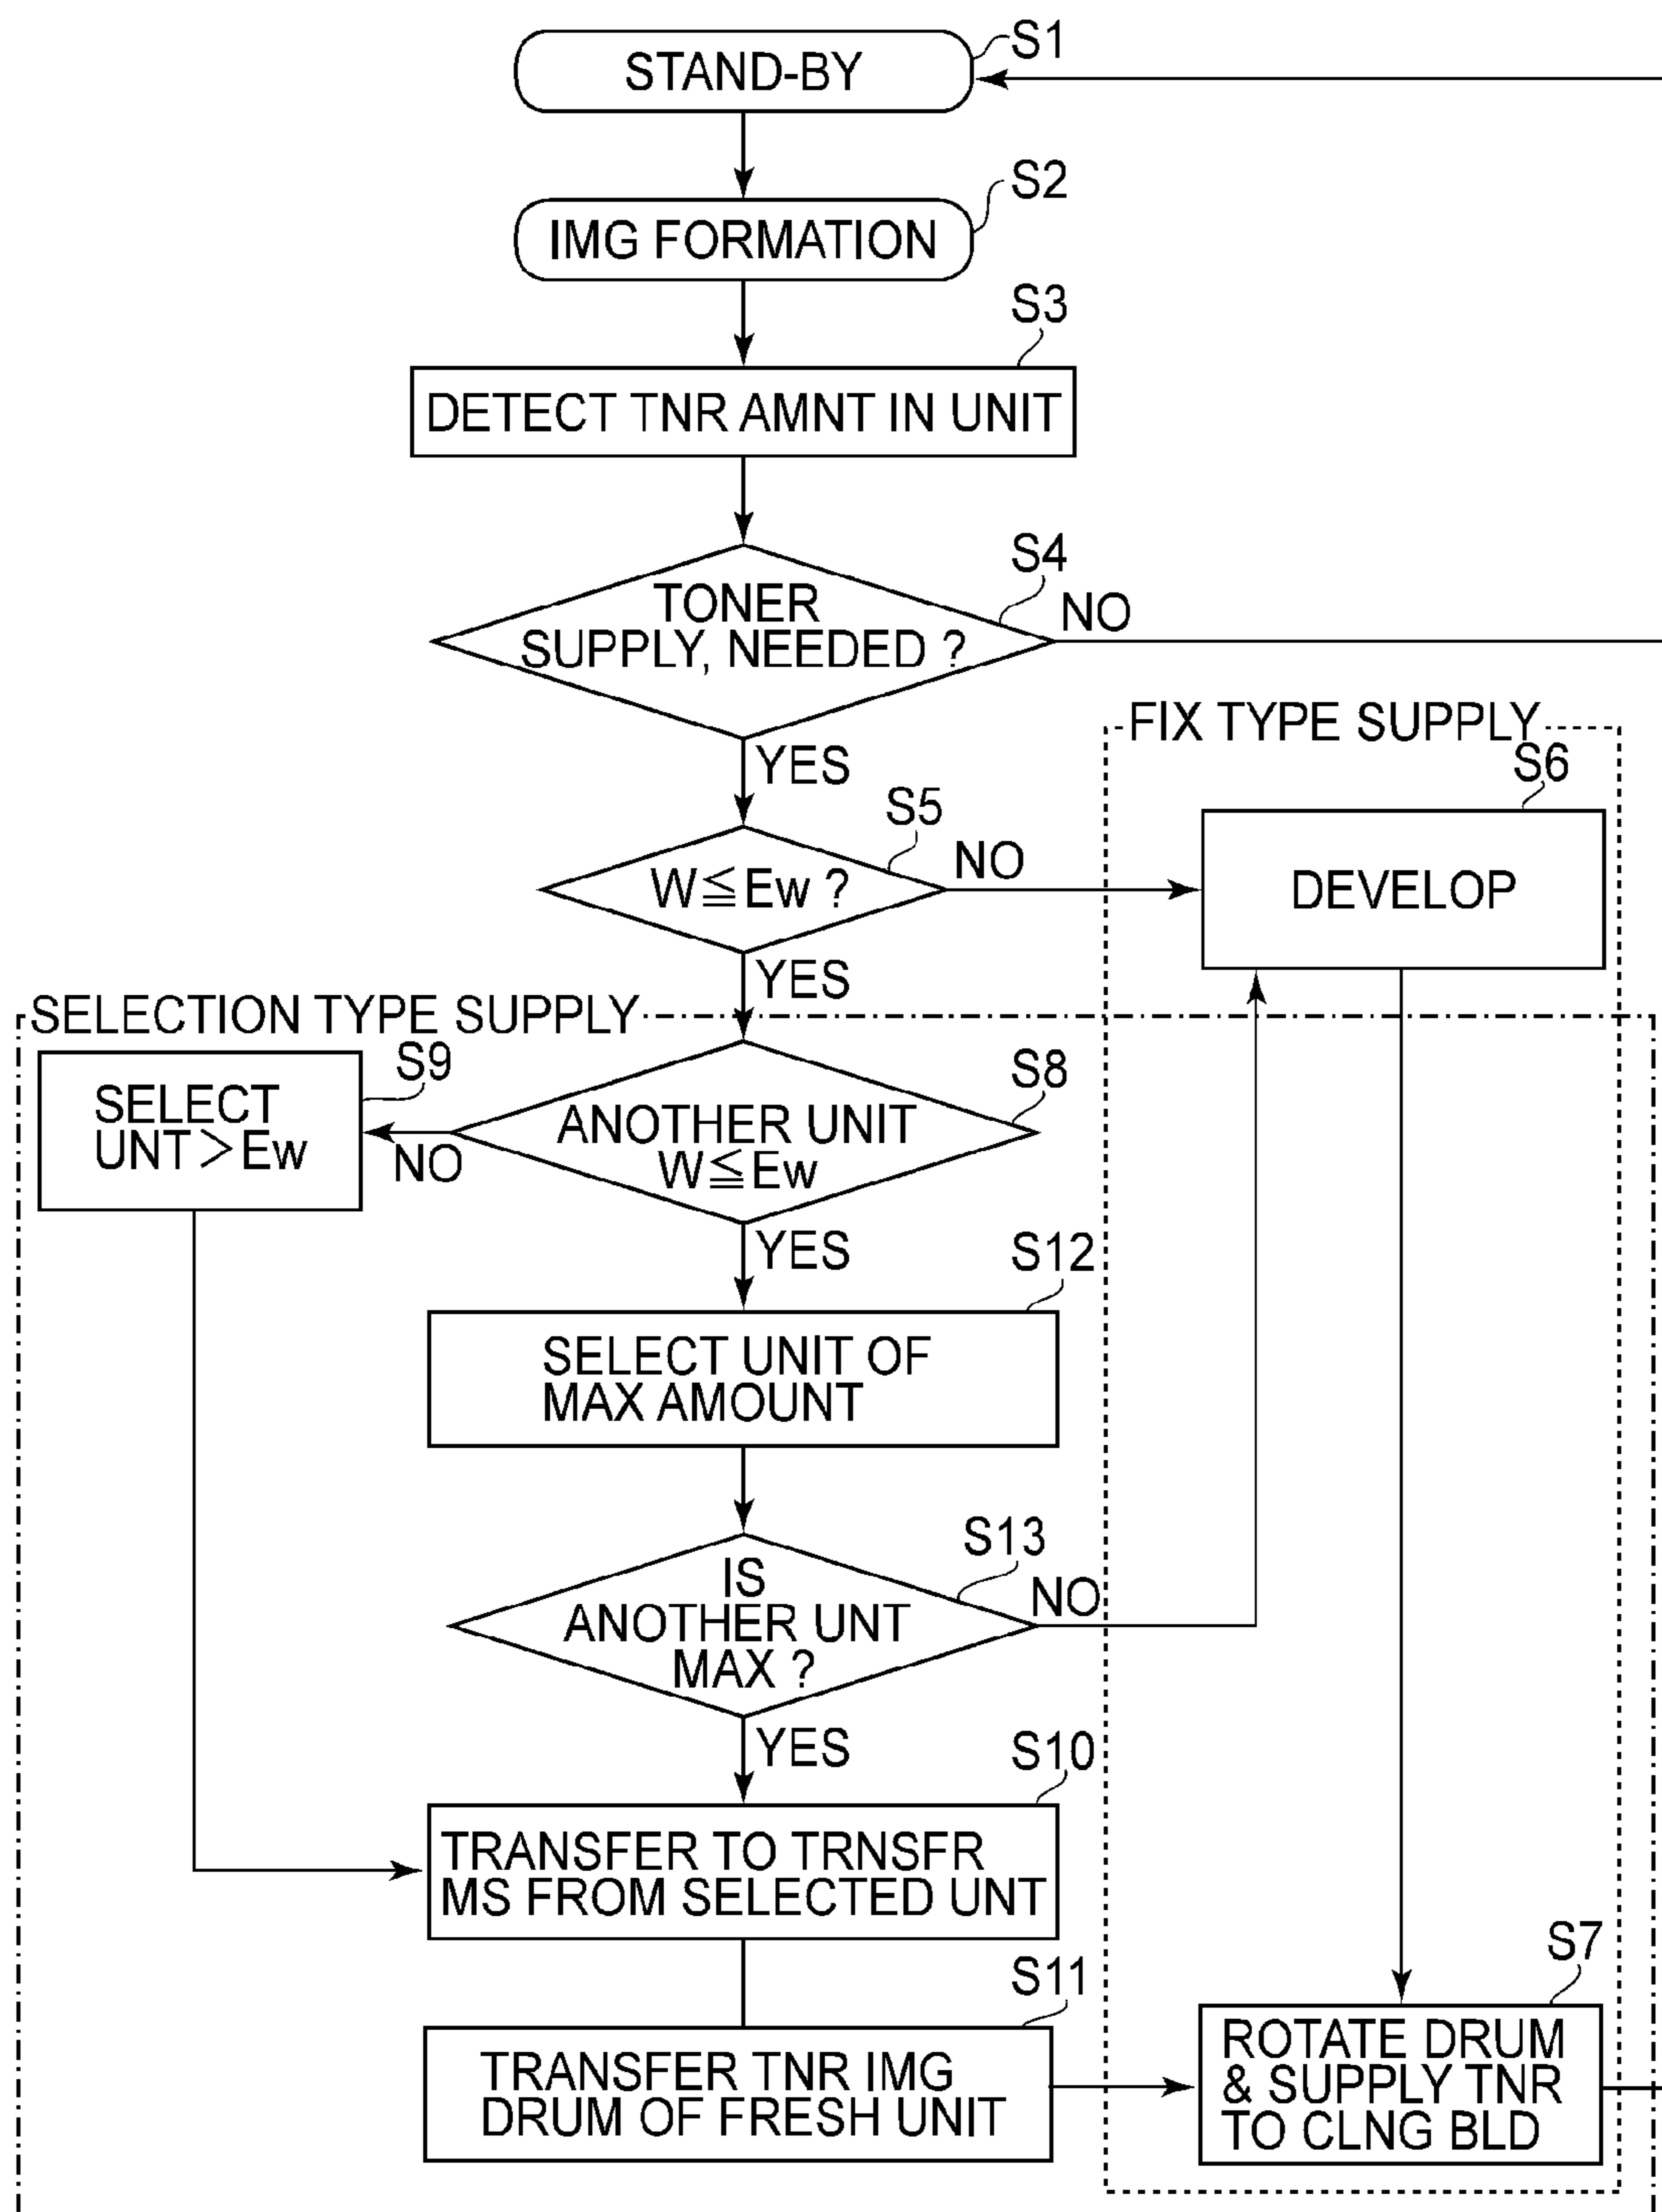 STAND-BY
S1
IMG FORMATION
S2
S3
DETECT TNR AMNT IN UNIT
S4
TONER
SUPPLY, NEEDED ?
NO
YES
FIX TYPE SUPPLY
S5
W≦Ew ?
NO
S6
DEVELOP
YES
SELECTION TYPE SUPPLY
S9
SELECT
UNT>Ew
S8
ANOTHER UNIT
W≦Ew
NO
YES
S12
SELECT UNIT OF
MAX AMOUNT
S13
IS
ANOTHER UNT
MAX ?
NO
YES
S10
TRANSFER TO TRNSFR
MS FROM SELECTED UNT
S11
TRANSFER TNR IMG
DRUM OF FRESH UNIT
S7
ROTATE DRUM
& SUPPLY TNR
TO CLNG BLD